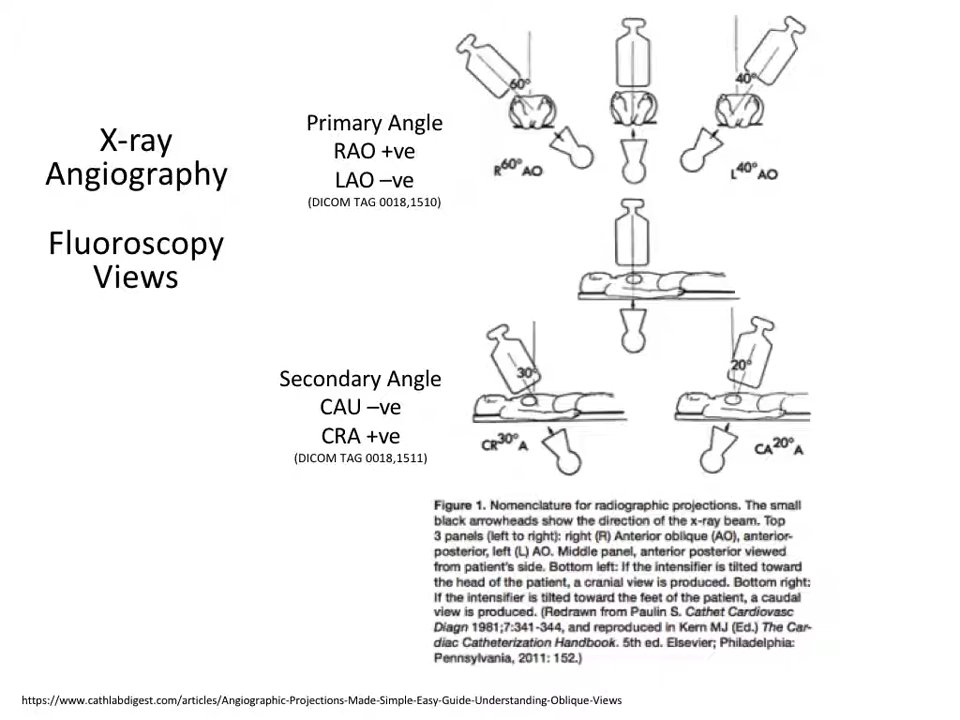 X-ray
Angiography
Fluoroscopy
Views
Primary Angle
RAO +ve
LAO –ve
(DICOM TAG 0018,1510)
60°
40°
R60°AO
L40°AO
Secondary Angle
CAU –ve
CRA +ve
(DICOM TAG 0018,1511)
30°
20°
CR30°A
CA20°A
Figure 1. Nomenclature for radiographic projections. The small
black arrowheads show the direction of the x-ray beam. Top
3 panels (left to right): right (R) Anterior oblique (AO), anterior-
posterior, left (L) AO. Middle panel, anterior posterior viewed
from patient's side. Bottom left: If the intensifier is tilted toward
the head of the patient, a cranial view is produced. Bottom right:
If the intensifier is tilted toward the feet of the patient, a caudal
view is produced. (Redrawn from Paulin S. Cathet Cardiovasc
Diagn 1981;7:341-344, and reproduced in Kern MJ (Ed.) The Car-
diac Catheterization Handbook. 5th ed. Elsevier; Philadelphia:
Pennsylvania, 2011: 152.)
https://www.cathlabdigest.com/articles/Angiographic-Projections-Made-Simple-Easy-Guide-Understanding-Oblique-Views